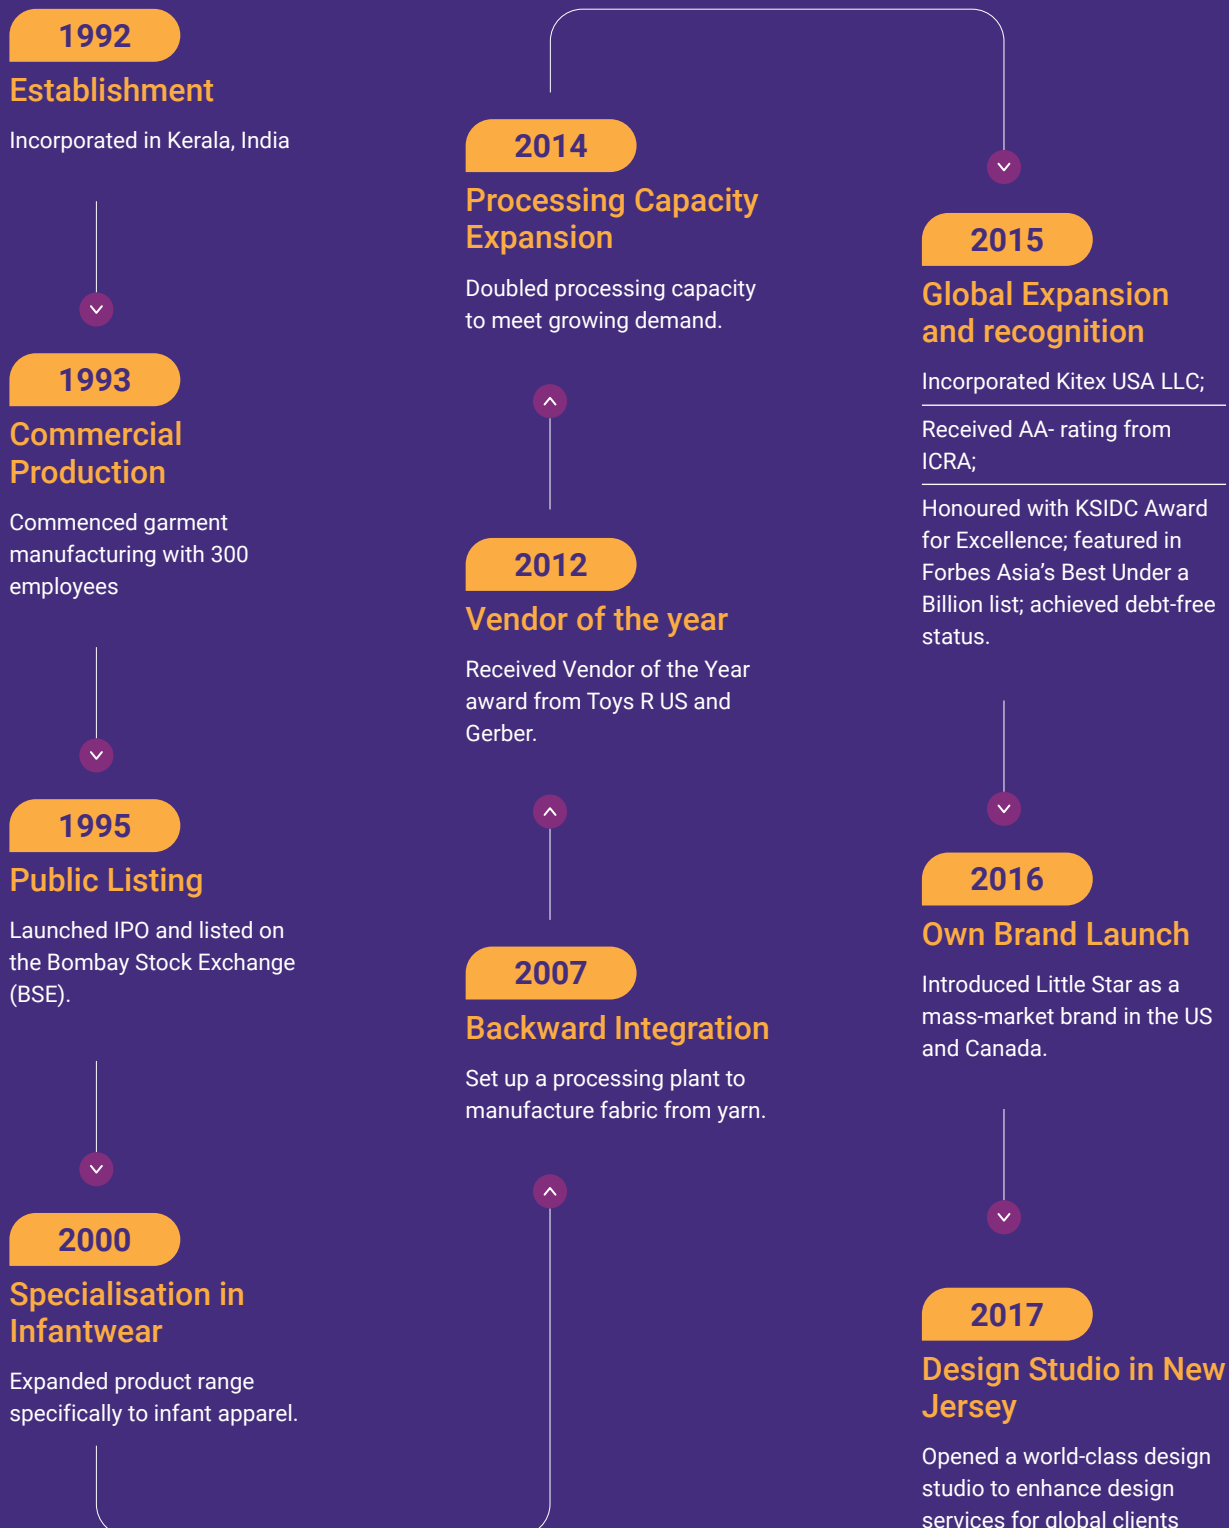 1992
Establishment
Incorporated in Kerala, India
1993
Commercial
Production
Commenced garment
manufacturing with 300
employees
1995
Public Listing
Launched IPO and listed on
the Bombay Stock Exchange
(BSE).
2000
Specialisation in
Infantwear
Expanded product range
specifically to infant apparel.
2007
Backward Integration
Set up a processing plant to
manufacture fabric from yarn.
2012
Vendor of the year
Received Vendor of the Year
award from Toys R US and
Gerber.
2014
Processing Capacity
Expansion
Doubled processing capacity
to meet growing demand.
2015
Global Expansion
and recognition
Incorporated Kitex USA LLC;
Received AA- rating from
ICRA;
Honoured with KSIDC Award
for Excellence; featured in
Forbes Asia’s Best Under a
Billion list; achieved debt-free
status.
2016
Own Brand Launch
Introduced Little Star as a
mass-market brand in the US
and Canada.
2017
Design Studio in New
Jersey
Opened a world-class design
studio to enhance design
services for global clients